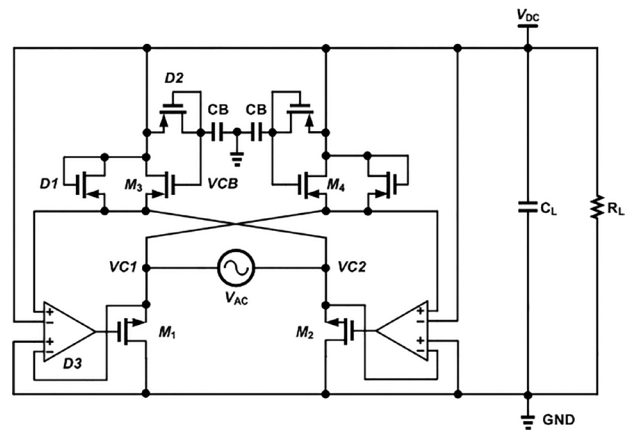 VDC
D2
CB
CB
D1
M3
VCB
M4
CL
RL
VC1
VC2
VAC
+
−
+
−
M1
M2
+
−
+
−
D3
GND